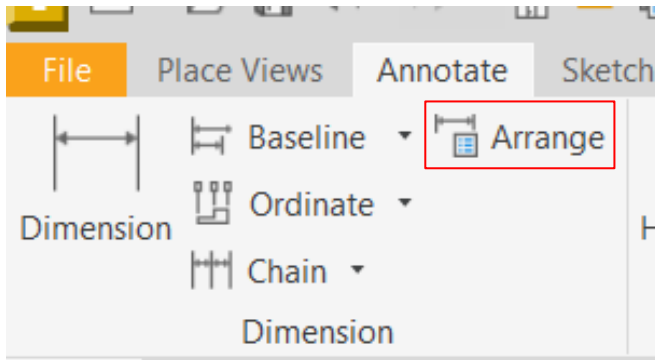 File Place Views Annotate Sketch
Baseline Arrange
Ordinate
Dimension
Chain
Dimension